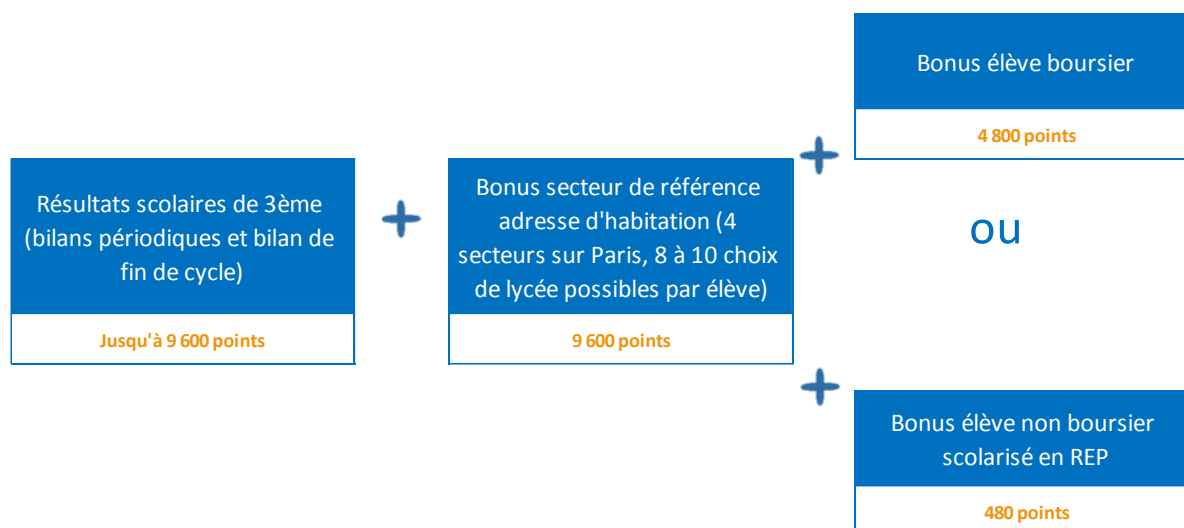 Résultats scolaires de 3ème
(bilans périodiques et bilan de
fin de cycle)
Jusqu'à 9 600 points
Bonus secteur de référence
adresse d'habitation (4
secteurs sur Paris, 8 à 10 choix
de lycée possibles par élève)
9 600 points
Bonus élève boursier
4 800 points
ou
Bonus élève non boursier
scolarisé en REP
480 points